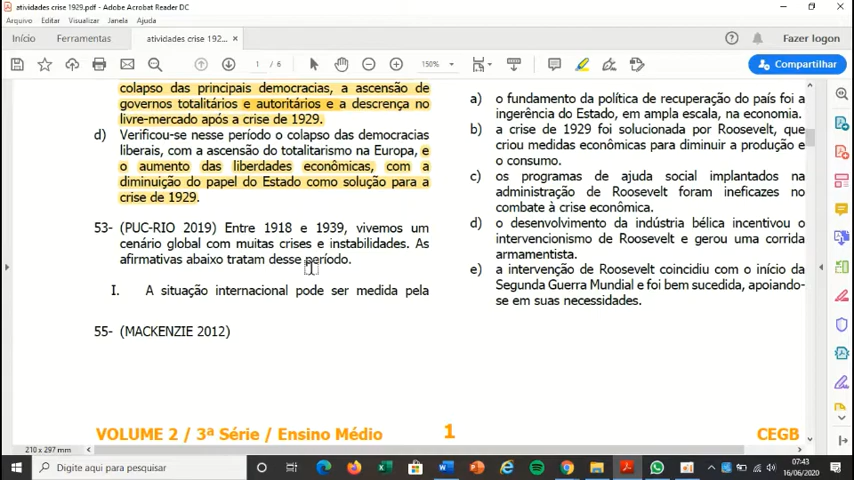 atividades crise 1929.pdf - Adobe Acrobat Reader DC
Arquivo Editar Visualizar Janela Ajuda
Início Ferramentas atividades crise 192... × Fazer logon
1 / 6 150% Compartilhar
colapso das principais democracias, a ascensão de
governos totalitários e autoritários e a descrença no
livre-mercado após a crise de 1929.
d) Verificou-se nesse período o colapso das democracias
liberais, com a ascensão do totalitarismo na Europa, e
o aumento das liberdades econômicas, com a
diminuição do papel do Estado como solução para a
crise de 1929.
53- (PUC-RIO 2019) Entre 1918 e 1939, vivemos um
cenário global com muitas crises e instabilidades. As
afirmativas abaixo tratam desse período.
I. A situação internacional pode ser medida pela
55- (MACKENZIE 2012)
a) o fundamento da política de recuperação do país foi a
ingerência do Estado, em ampla escala, na economia.
b) a crise de 1929 foi solucionada por Roosevelt, que
criou medidas econômicas para diminuir a produção e
o consumo.
c) os programas de ajuda social implantados na
administração de Roosevelt foram ineficazes no
combate à crise econômica.
d) o desenvolvimento da indústria bélica incentivou o
intervencionismo de Roosevelt e gerou uma corrida
armamentista.
e) a intervenção de Roosevelt coincidiu com o início da
Segunda Guerra Mundial e foi bem sucedida, apoiando-
se em suas necessidades.
VOLUME 2 / 3ª Série / Ensino Médio 1 CEGB
210 x 297 mm
Digite aqui para pesquisar
07:43
16/06/2020